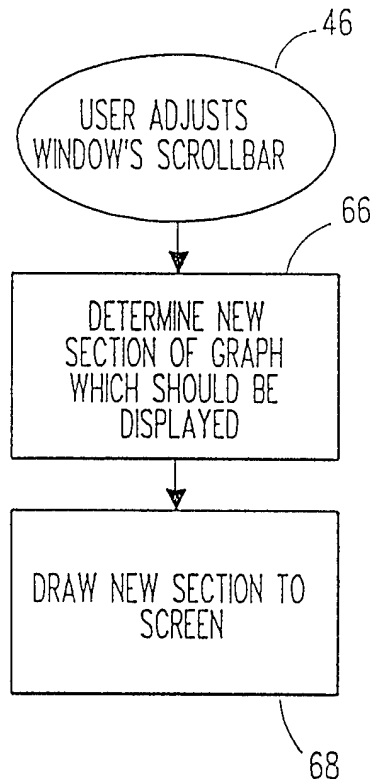 46
USER ADJUSTS
WINDOW'S SCROLLBAR
66
DETERMINE NEW
SECTION OF GRAPH
WHICH SHOULD BE
DISPLAYED
DRAW NEW SECTION TO
SCREEN
68